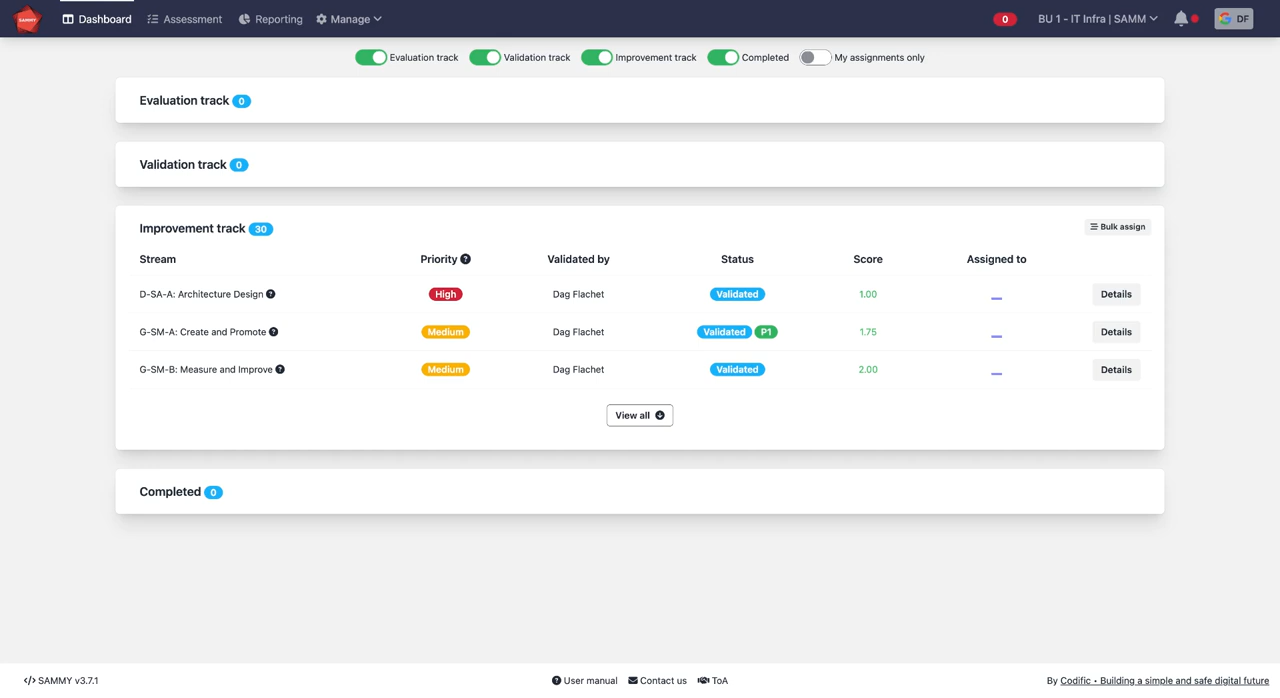 SAMMY Dashboard Assessment Reporting Manage 0 BU 1 - IT Infra | SAMM DF
Evaluation track Validation track Improvement track Completed My assignments only
Evaluation track 0
Validation track 0
Improvement track 30 Bulk assign
Stream Priority Validated by Status Score Assigned to
D-SA-A: Architecture Design High Dag Flachet Validated 1.00 Details
G-SM-A: Create and Promote Medium Dag Flachet Validated P1 1.75 Details
G-SM-B: Measure and Improve Medium Dag Flachet Validated 2.00 Details
View all
Completed 0
</> SAMMY v3.7.1 User manual Contact us ToA By Codific • Building a simple and safe digital future